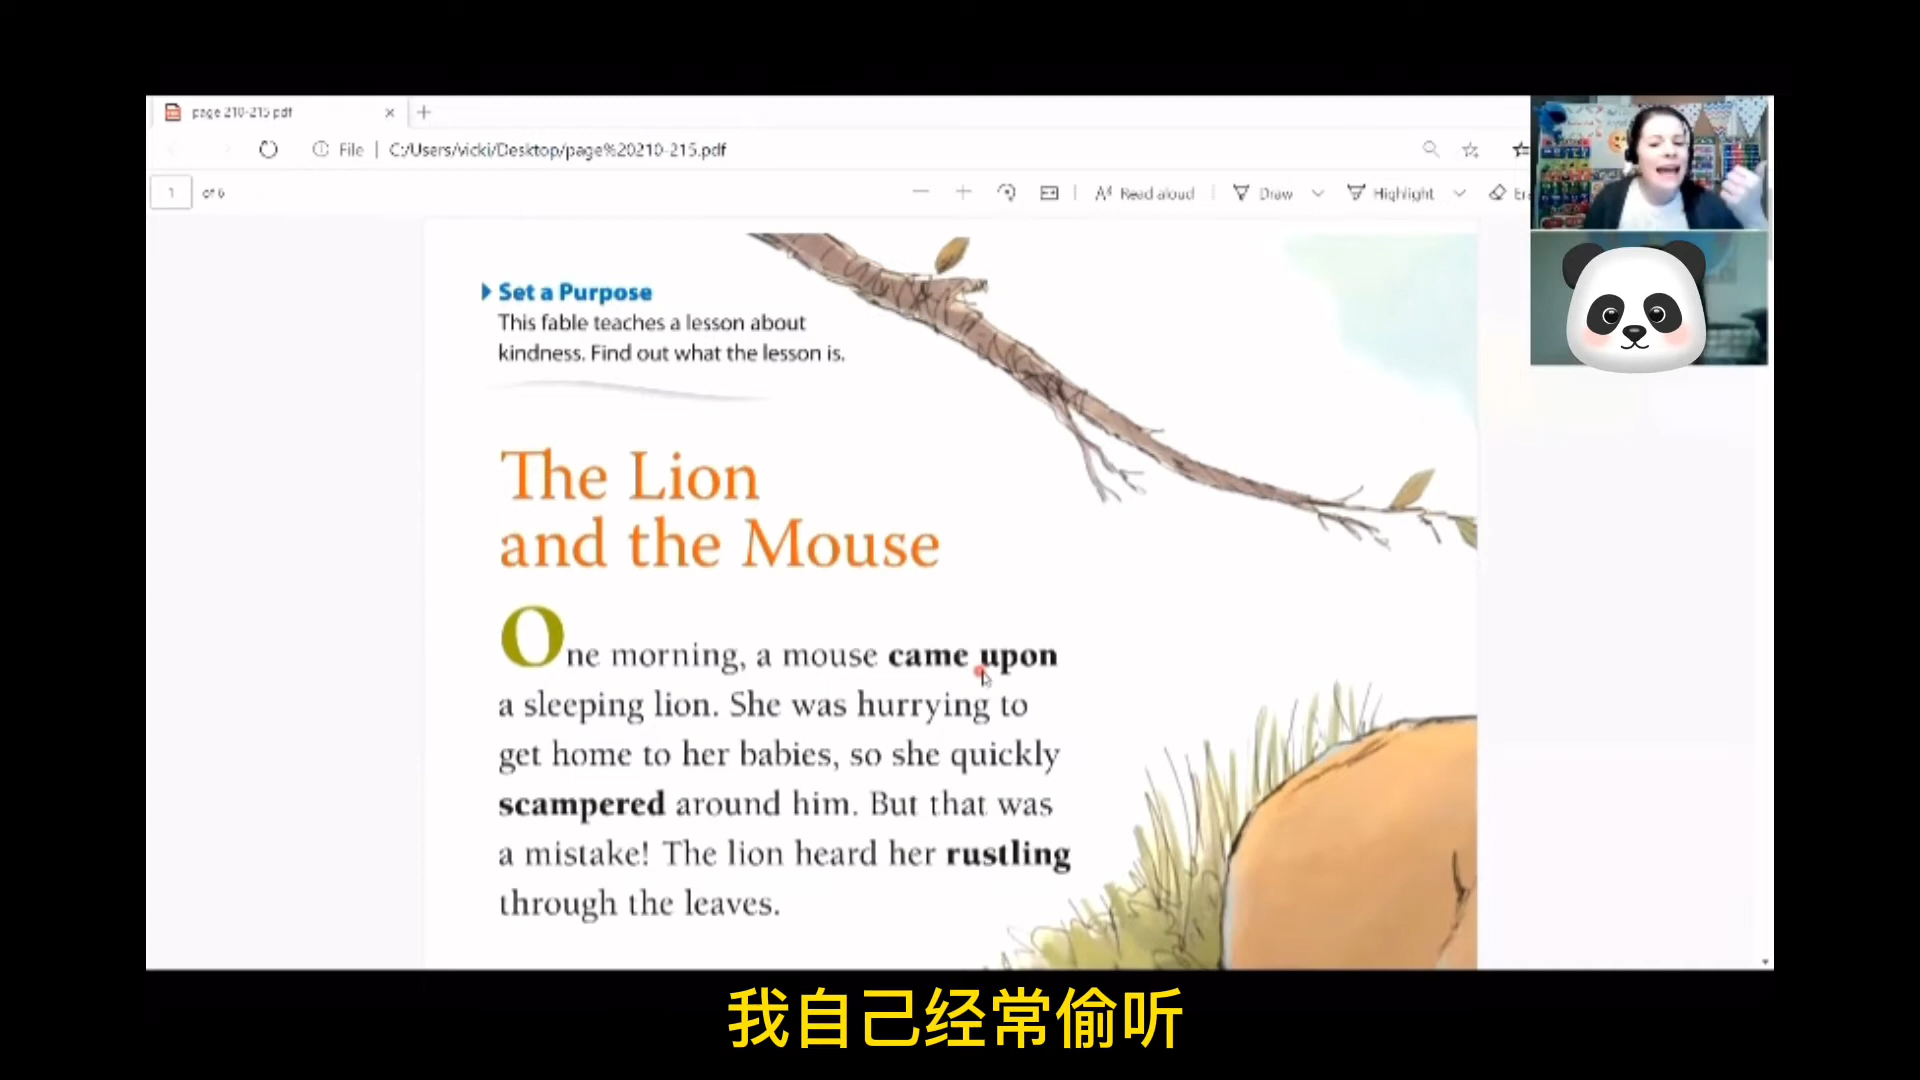 page 210-215.pdf
File | C:/Users/vicki/Desktop/page%20210-215.pdf
1 of 6
Read aloud
Draw
Highlight
Set a Purpose
This fable teaches a lesson about
kindness. Find out what the lesson is.
The Lion
and the Mouse
One morning, a mouse came upon
a sleeping lion. She was hurrying to
get home to her babies, so she quickly
scampered around him. But that was
a mistake! The lion heard her rustling
through the leaves.
我自己经常偷听